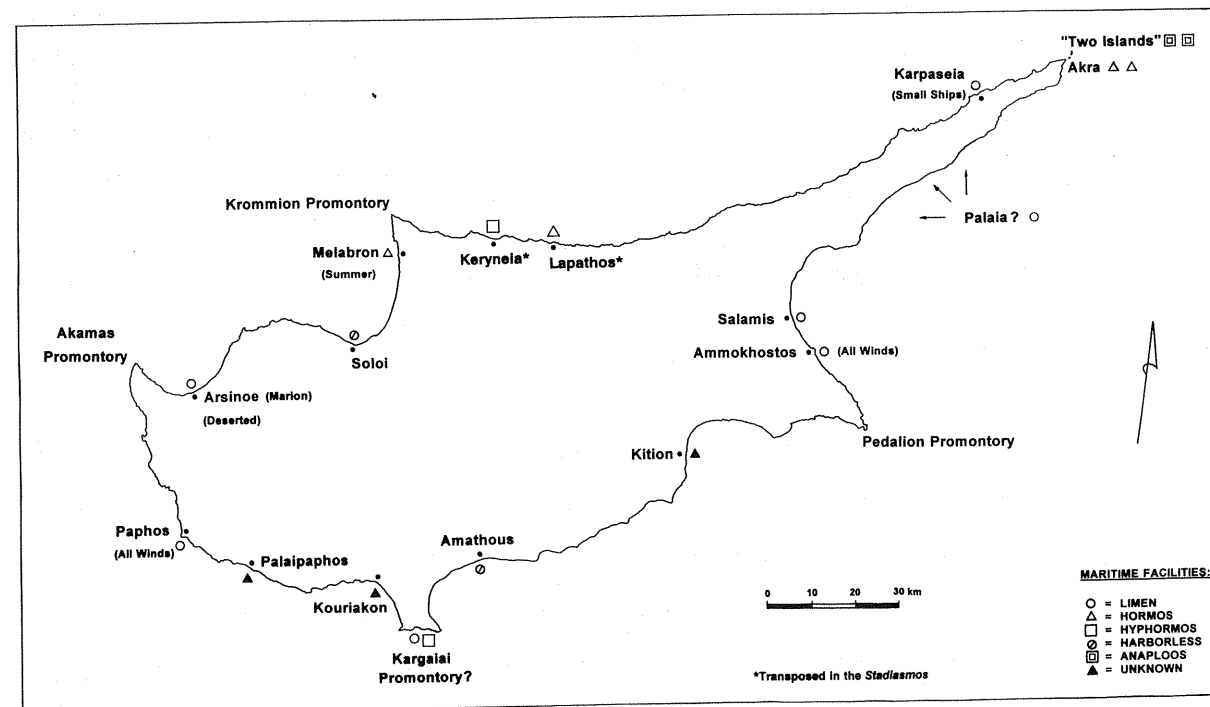 "Two Islands"
Akra
Karpaseia
(Small Ships)
Krommion Promontory
Palaia ?
Melabron
(Summer)
Keryneia*
Lapathos*
Salamis
Ammokhostos
(All Winds)
Akamas
Promontory
Soloi
Arsinoe (Marion)
(Deserted)
Pedalion Promontory
Kition
Paphos
(All Winds)
Palaipaphos
Amathous
Kouriakon
Kargaiai
Promontory?
0 10 20 30 km
*Transposed in the Stadiasmos
MARITIME FACILITIES:
= LIMEN
= HORMOS
= HYPHORMOS
= HARBORLESS
= ANAPLOOS
= UNKNOWN